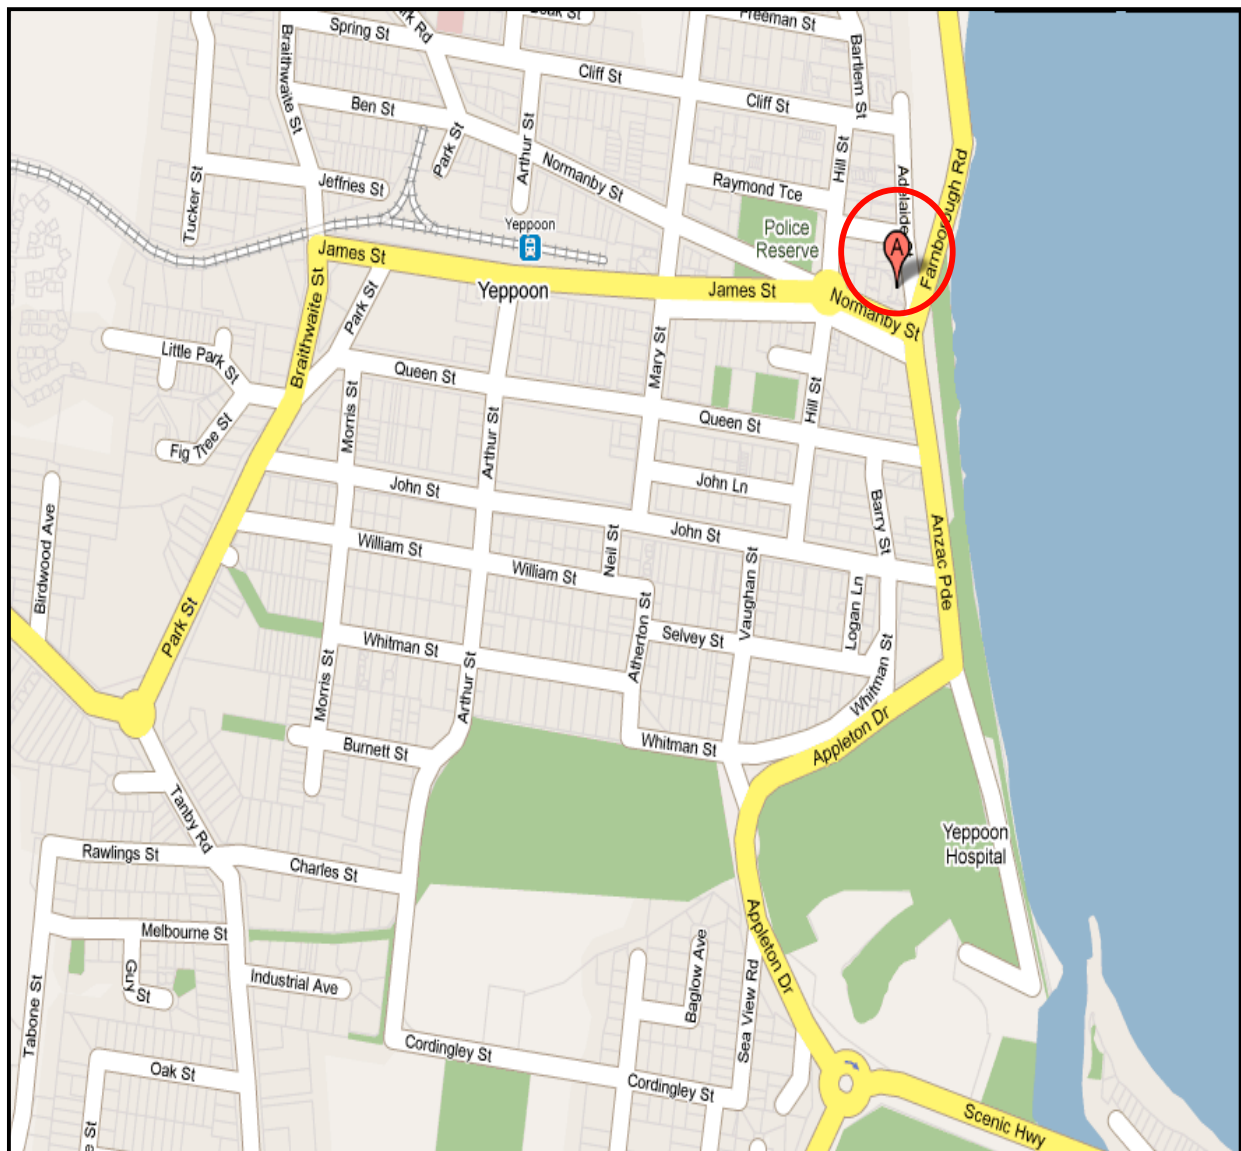 Freeman St
Spring St
Park Rd
Braithwaite St
Bartlem St
Cliff St
Cliff St
Ben St
Park St
Arthur St
Normanby St
Hill St
Tucker St
Jeffries St
Raymond Tce
Adelaide
Farnborough Rd
Police
Reserve
Yeppoon
A
James St
Yeppoon
James St
Normanby St
Braithwaite St
Park St
Little Park St
Mary St
Queen St
Morris St
Hill St
Fig Tree St
Arthur St
Queen St
John St
John Ln
Barry St
Birdwood Ave
William St
Neil St
John St
Anzac Pde
William St
Vaughan St
Logan Ln
Park St
Whitman St
Atherton St
Selvey St
Morris St
Arthur St
Whitman St
Burnett St
Whitman St
Appleton Dr
Tanby Rd
Yeppoon
Hospital
Rawlings St
Charles St
Melbourne St
Guy St
Industrial Ave
Baglow Ave
Appleton Dr
Tabone St
Sea View Rd
Cordingley St
Oak St
Cordingley St
Scenic Hwy